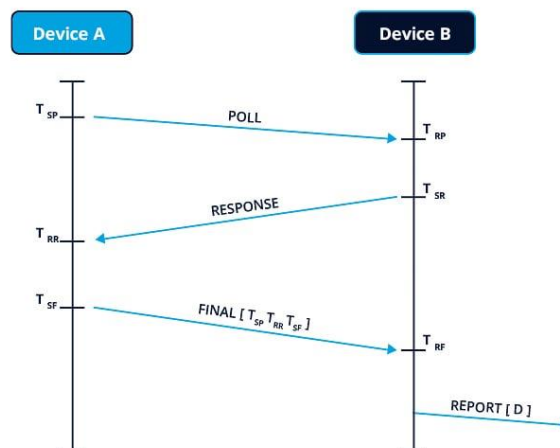 Device A
Device B
T SP
POLL
T RP
T SR
RESPONSE
T RR
T SF
FINAL [ T SP T RR T SF ]
T RF
REPORT [ D ]